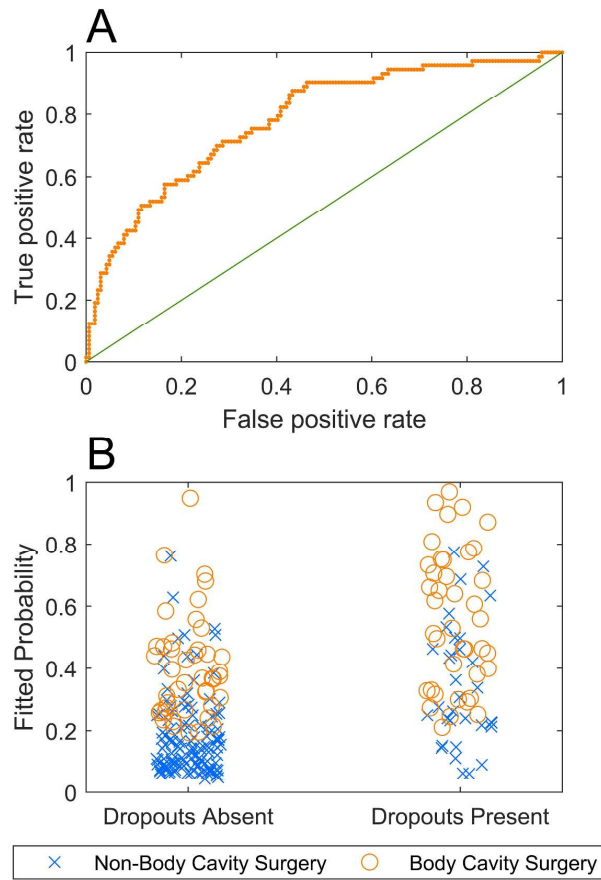 A
1
0.8
0.6
0.4
0.2
0
True positive rate
0 0.2 0.4 0.6 0.8 1
False positive rate
B
1
0.8
0.6
0.4
0.2
0
Fitted Probability
Dropouts Absent Dropouts Present
Non-Body Cavity Surgery Body Cavity Surgery